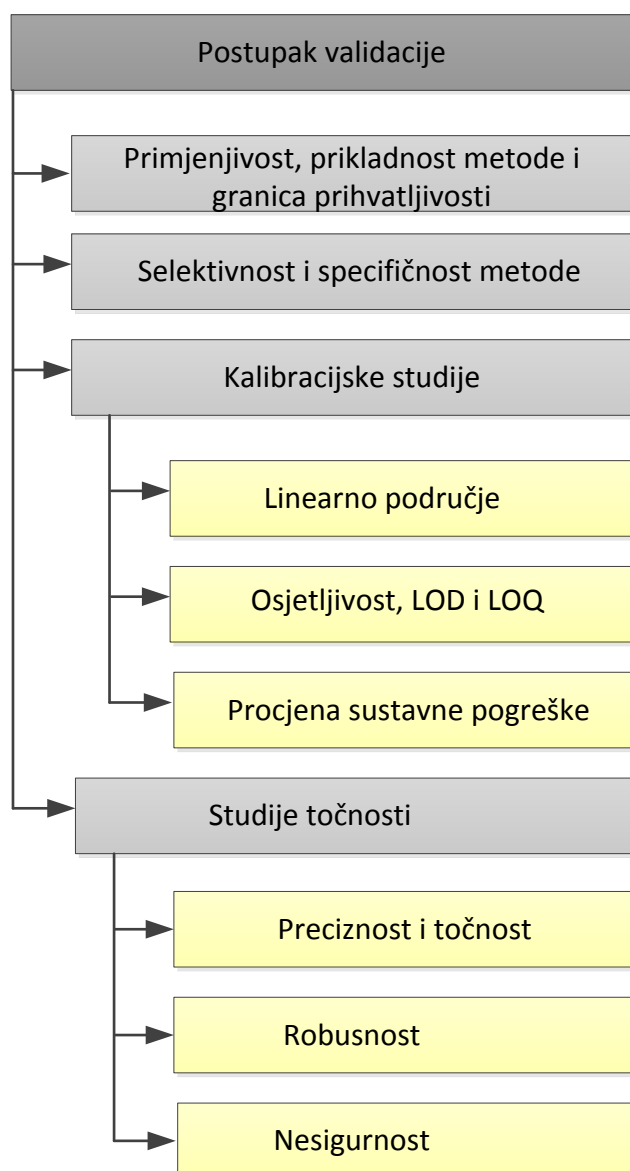 Postupak validacije
Primjenjivost, prikladnost metode i
granica prihvatljivosti
Selektivnost i specifičnost metode
Kalibracijske studije
Linearno područje
Osjetljivost, LOD i LOQ
Procjena sustavne pogreške
Studije točnosti
Preciznost i točnost
Robusnost
Nesigurnost